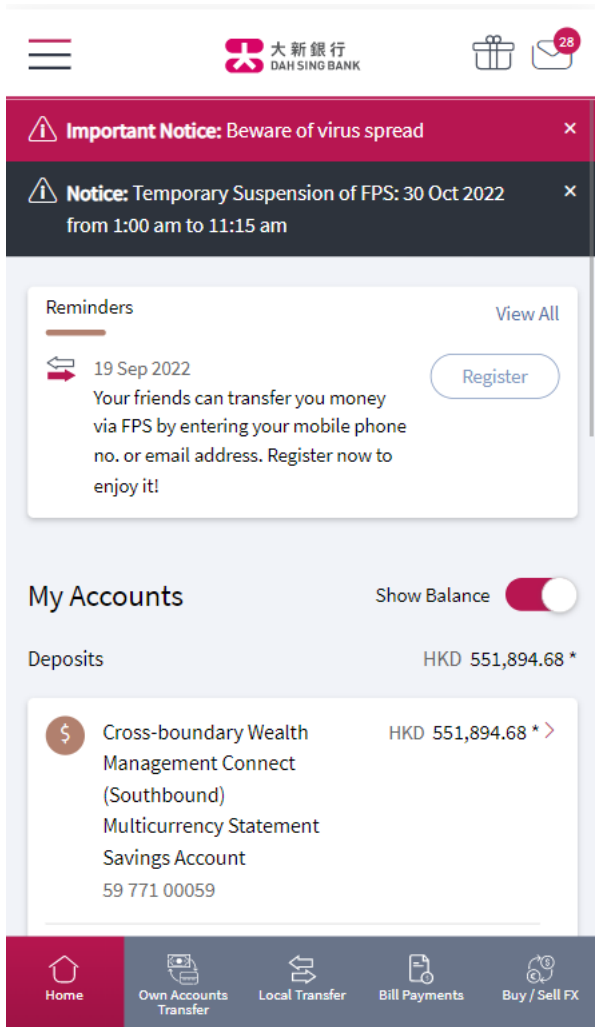 大新銀行
DAH SING BANK
28
Important Notice: Beware of virus spread
×
Notice: Temporary Suspension of FPS: 30 Oct 2022
×
from 1:00 am to 11:15 am
Reminders
View All
19 Sep 2022
Register
Your friends can transfer you money
via FPS by entering your mobile phone
no. or email address. Register now to
enjoy it!
My Accounts
Show Balance
Deposits
HKD 551,894.68 *
$
Cross-boundary Wealth
HKD 551,894.68 * >
Management Connect
(Southbound)
Multicurrency Statement
Savings Account
59 771 00059
Home
Own Accounts
Transfer
Local Transfer
Bill Payments
Buy / Sell FX